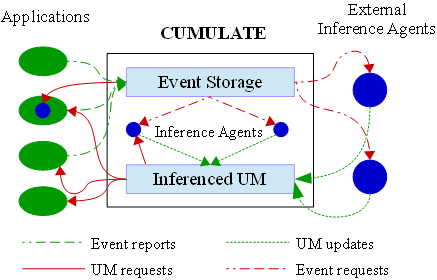 Applications
CUMULATE
External
Inference Agents
Event Storage
Inference Agents
Inferenced UM
Event reports
UM updates
UM requests
Event requests